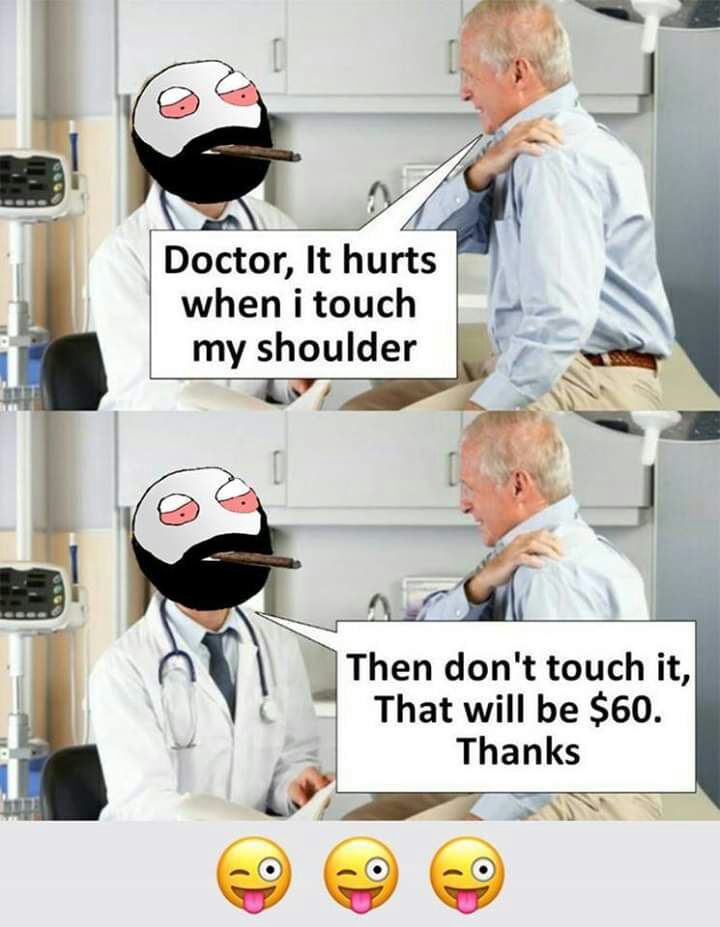 Doctor, It hurts
when i touch
my shoulder
Then don't touch it,
That will be $60.
Thanks